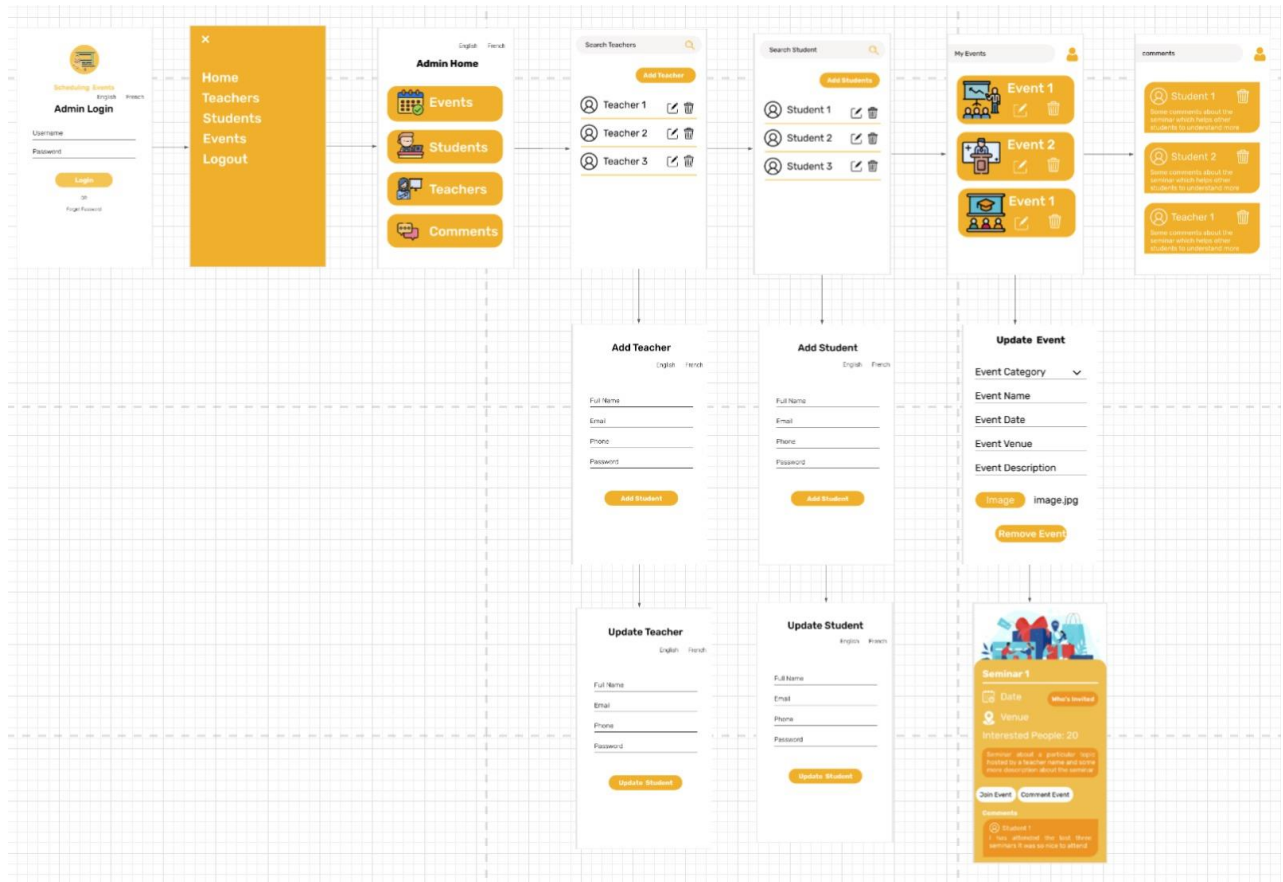 Scheduling Events
English French
Admin Login
Username
Password
Login
OR
Forget Password
×
Home
Teachers
Students
Events
Logout
English French
Admin Home
Events
Students
Teachers
Comments
Search Teachers
Add Teacher
Teacher 1
Teacher 2
Teacher 3
Search Student
Add Students
Student 1
Student 2
Student 3
My Events
Event 1
Event 2
Event 1
comments
Student 1
Some comments about the
seminar which helps other
students to understand more
Student 2
Some comments about the
seminar which helps other
students to understand more
Teacher 1
Some comments about the
seminar which helps other
students to understand more
Add Teacher
English French
Full Name
Email
Phone
Password
Add Student
Add Student
English French
Full Name
Email
Phone
Password
Add Student
Update Event
Event Category
Event Name
Event Date
Event Venue
Event Description
Image image.jpg
Remove Event
Update Teacher
English French
Full Name
Email
Phone
Password
Update Student
Update Student
English French
Full Name
Email
Phone
Password
Update Student
Seminar 1
Date
Who's Invited
Venue
Interested People: 20
Seminar about a particular topic
hosted by a teacher name and some
more description about the seminar
Join Event Comment Event
Comments
Student 1
I has attended the last three
seminars it was so nice to attend